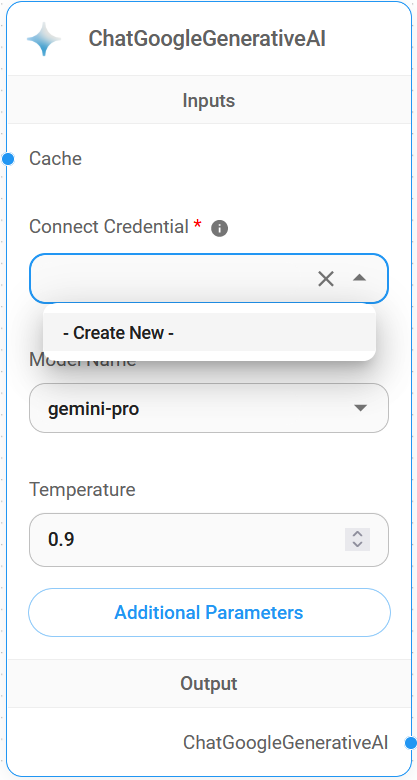 ChatGoogleGenerativeAI
Inputs
Cache
Connect Credential *
- Create New -
Model Name
gemini-pro
Temperature
0.9
Additional Parameters
Output
ChatGoogleGenerativeAI